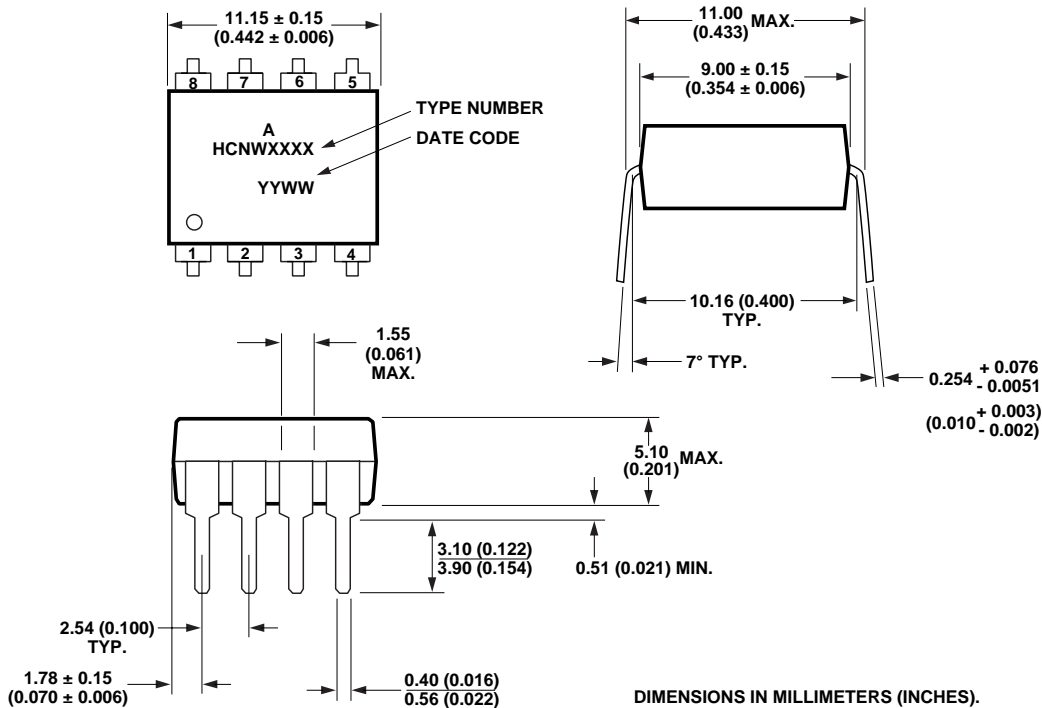 11.15 ± 0.15
(0.442 ± 0.006)
8 7 6 5
A
HCNWXXXX
YYWW
TYPE NUMBER
DATE CODE
1 2 3 4
11.00
(0.433) MAX.
9.00 ± 0.15
(0.354 ± 0.006)
10.16 (0.400)
TYP.
7° TYP.
0.254 + 0.076
- 0.0051
(0.010 + 0.003)
- 0.002)
1.55
(0.061)
MAX.
5.10
(0.201) MAX.
3.10 (0.122)
3.90 (0.154)
0.51 (0.021) MIN.
2.54 (0.100)
TYP.
1.78 ± 0.15
(0.070 ± 0.006)
0.40 (0.016)
0.56 (0.022)
DIMENSIONS IN MILLIMETERS (INCHES).